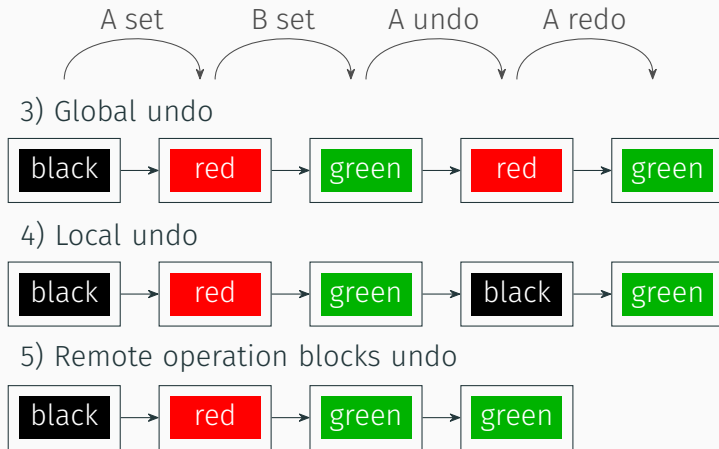 A set B set A undo A redo
3) Global undo
black red green red green
4) Local undo
black red green black green
5) Remote operation blocks undo
black red green green